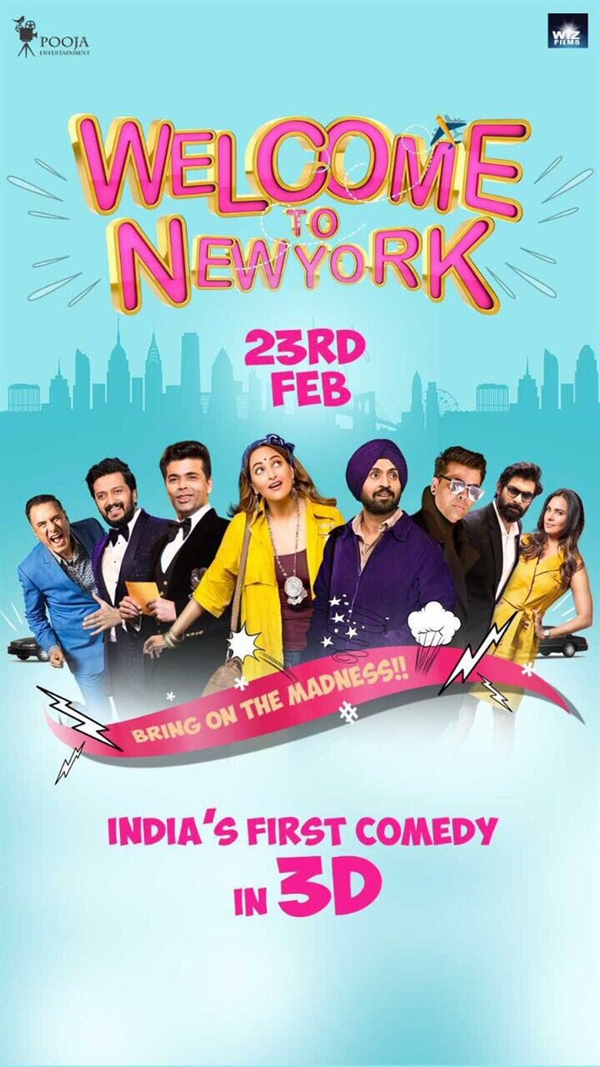 POOJA
ENTERTAINMENT
WIZ
FILMS
WELCOME
TO
NEW YORK
23RD
FEB
BRING ON THE MADNESS!!
#
INDIA'S FIRST COMEDY
IN 3D